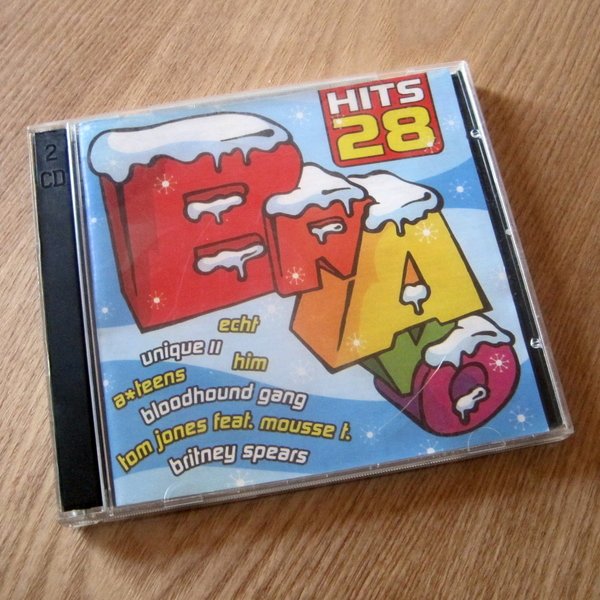 2
CD
HITS
28
BRAVO
echt
unique II
him
a*teens
bloodhound gang
tom jones feat. mousse t.
britney spears